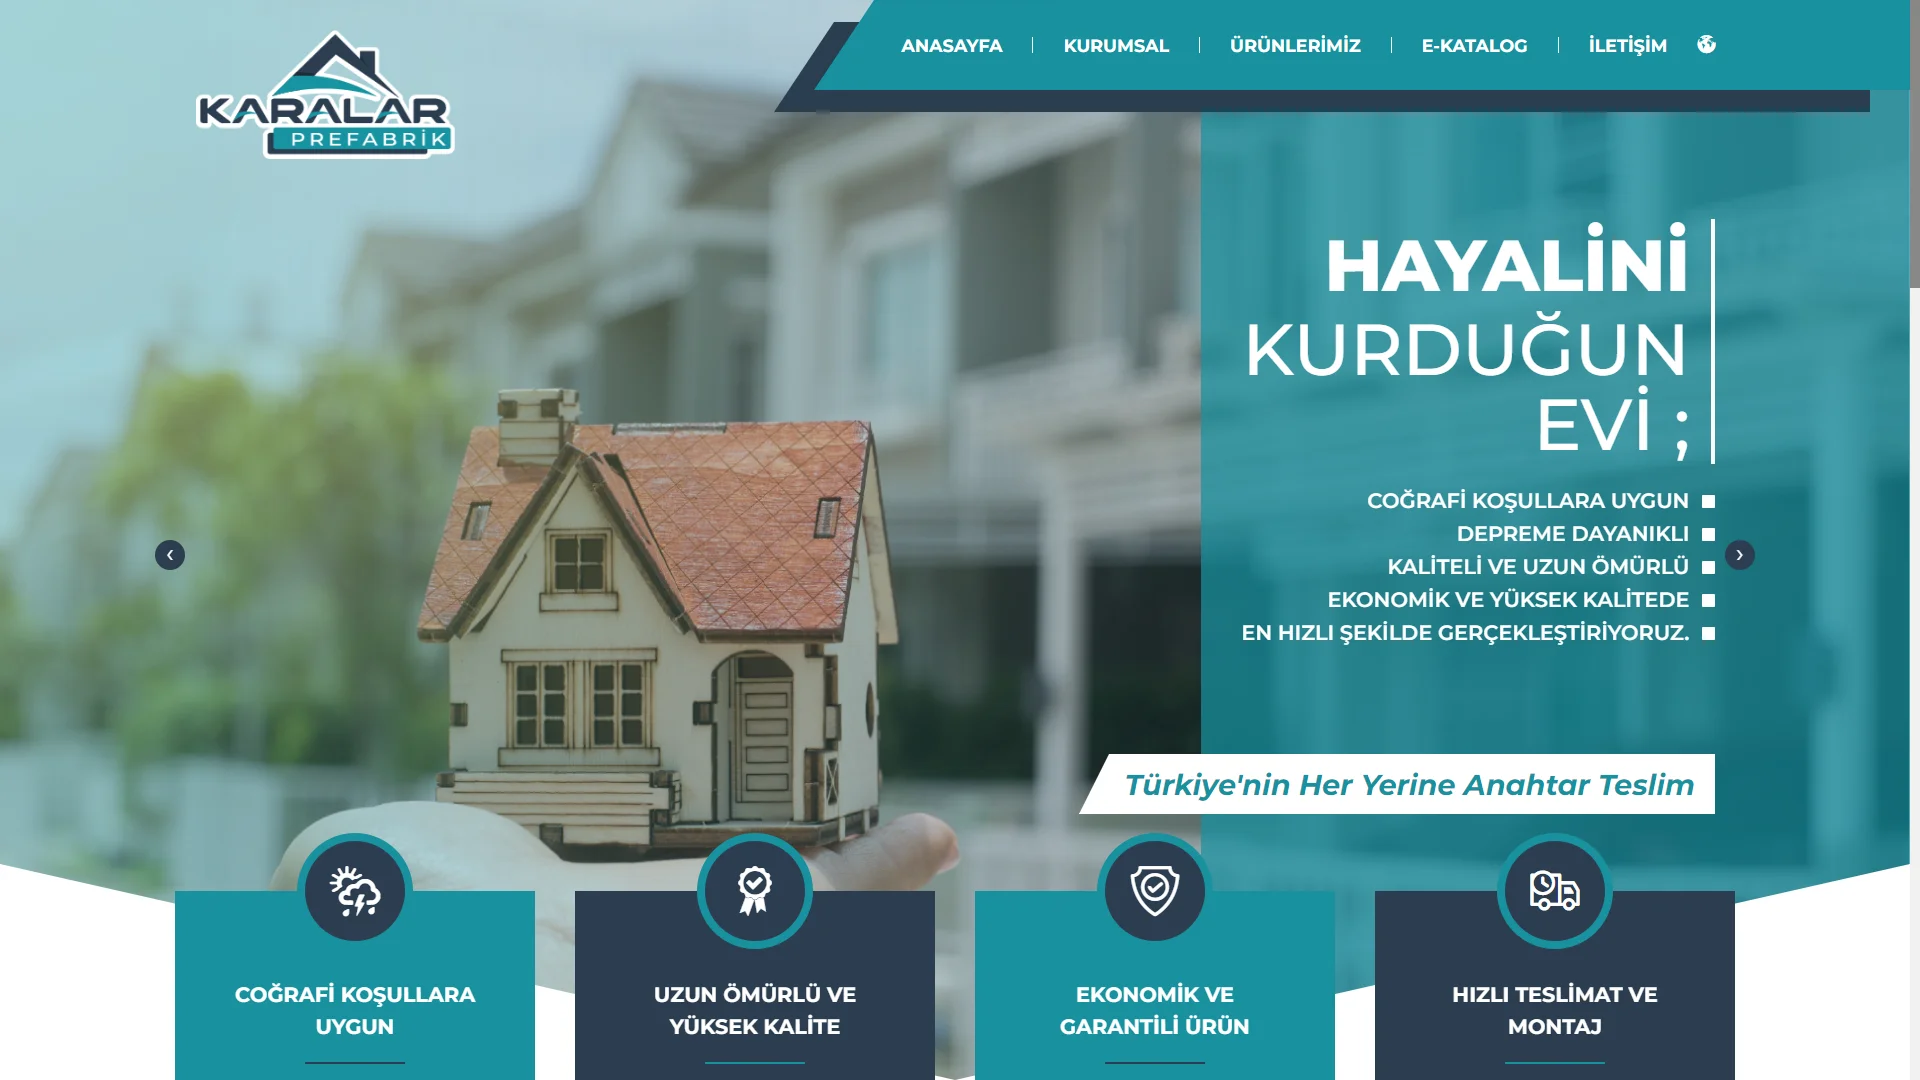 KARALAR
PREFABRİK
ANASAYFA
KURUMSAL
ÜRÜNLERİMİZ
E-KATALOG
İLETİŞİM
HAYALİNİ
KURDUĞUN
EVİ ;
COĞRAFİ KOŞULLARA UYGUN
DEPREME DAYANIKLI
KALİTELİ VE UZUN ÖMÜRLÜ
EKONOMİK VE YÜKSEK KALİTEDE
EN HIZLI ŞEKİLDE GERÇEKLEŞTİRİYORUZ.
Türkiye'nin Her Yerine Anahtar Teslim
COĞRAFİ KOŞULLARA
UYGUN
UZUN ÖMÜRLÜ VE
YÜKSEK KALİTE
EKONOMİK VE
GARANTİLİ ÜRÜN
HIZLI TESLİMAT VE
MONTAJ